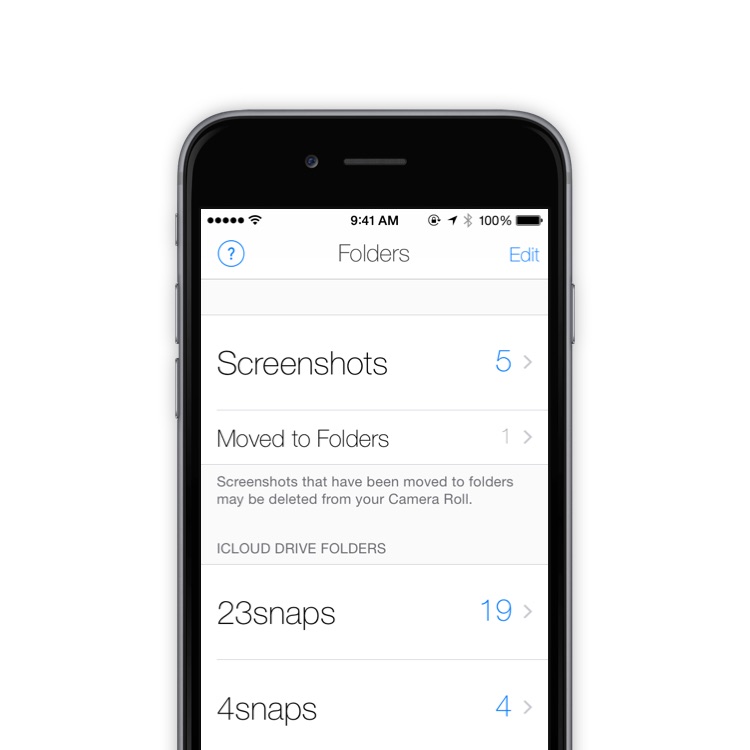 9:41 AM 100%
? Folders Edit
Screenshots 5
Moved to Folders 1
Screenshots that have been moved to folders
may be deleted from your Camera Roll.
ICLOUD DRIVE FOLDERS
23snaps 19
4snaps 4